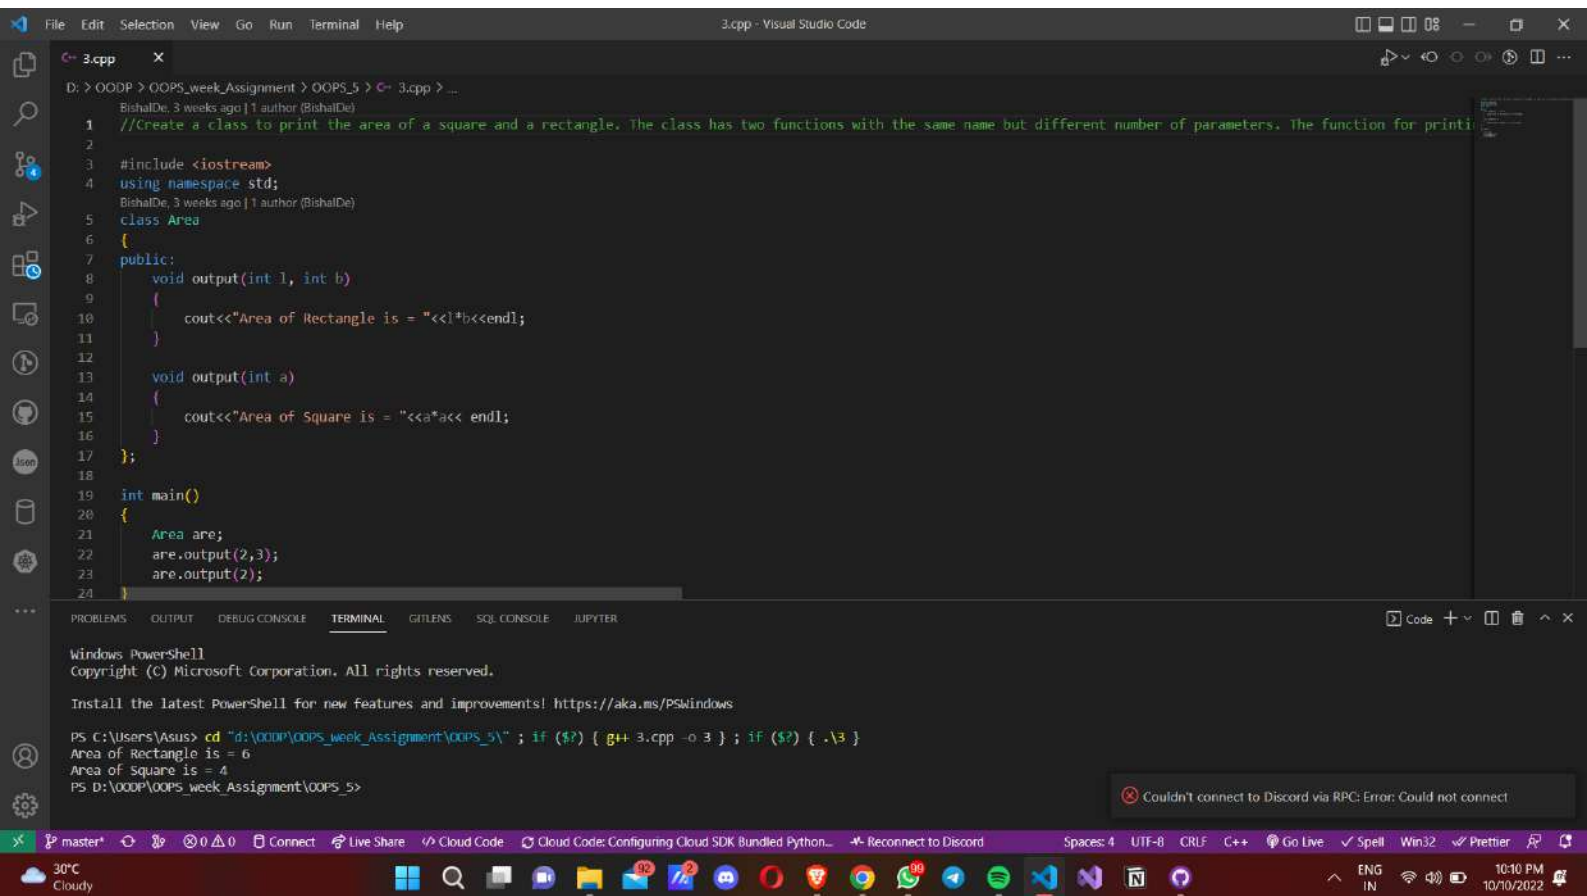 File Edit Selection View Go Run Terminal Help
3.cpp - Visual Studio Code
3.cpp
D: > OODP > OOPS_week_Assignment > OOPS_5 > 3.cpp > ...
BishalDe, 3 weeks ago | 1 author (BishalDe)
1 //Create a class to print the area of a square and a rectangle. The class has two functions with the same name but different number of parameters. The function for printi
2
3 #include <iostream>
4 using namespace std;
BishalDe, 3 weeks ago | 1 author (BishalDe)
5 class Area
6 {
7 public:
8 void output(int l, int b)
9 {
10 cout<<"Area of Rectangle is = "<<l*b<<endl;
11 }
12
13 void output(int a)
14 {
15 cout<<"Area of Square is = "<<a*a<< endl;
16 }
17 };
18
19 int main()
20 {
21 Area are;
22 are.output(2,3);
23 are.output(2);
24 }
PROBLEMS OUTPUT DEBUG CONSOLE TERMINAL GITLENS SQL CONSOLE JUPYTER
Code
Windows PowerShell
Copyright (C) Microsoft Corporation. All rights reserved.
Install the latest PowerShell for new features and improvements! https://aka.ms/PSWindows
PS C:\Users\Asus> cd "d:\OODP\OOPS_week_Assignment\OOPS_5\" ; if ($?) { g++ 3.cpp -o 3 } ; if ($?) { .\3 }
Area of Rectangle is = 6
Area of Square is = 4
PS D:\OODP\OOPS_week_Assignment\OOPS_5>
Couldn't connect to Discord via RPC: Error: Could not connect
master* 0 0 Connect Live Share Cloud Code Cloud Code: Configuring Cloud SDK Bundled Python... Reconnect to Discord Spaces: 4 UTF-8 CRLF C++ Go Live Spell Win32 Prettier
30°C
Cloudy
92
2
99
ENG
IN
10:10 PM
10/10/2022